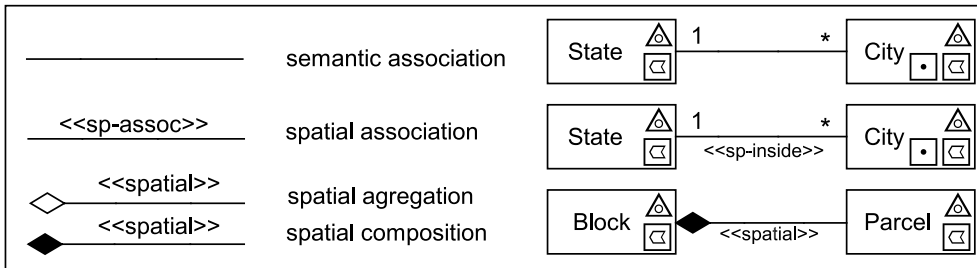 semantic association
State 1 * City
<<sp-assoc>> spatial association
State 1 * City
<<sp-inside>>
<<spatial>> spatial agregation
<<spatial>> spatial composition
Block <<spatial>> Parcel